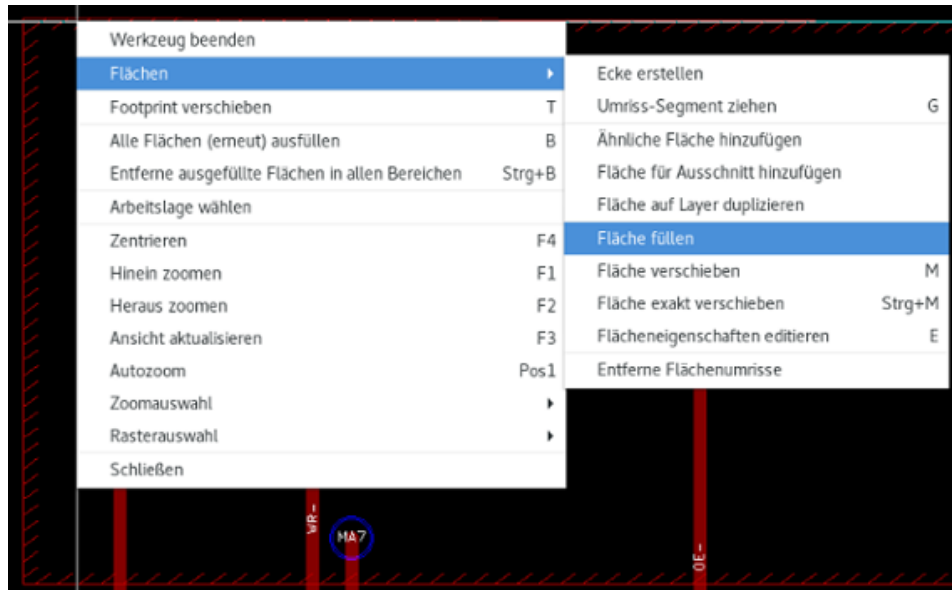 Werkzeug beenden
Flächen
Footprint verschieben T
Alle Flächen (erneut) ausfüllen B
Entferne ausgefüllte Flächen in allen Bereichen Strg+B
Arbeitslage wählen
Zentrieren F4
Hinein zoomen F1
Heraus zoomen F2
Ansicht aktualisieren F3
Autozoom Pos1
Zoomauswahl
Rasterauswahl
Schließen
Ecke erstellen
Umriss-Segment ziehen G
Ähnliche Fläche hinzufügen
Fläche für Ausschnitt hinzufügen
Fläche auf Layer duplizieren
Fläche füllen
Fläche verschieben M
Fläche exakt verschieben Strg+M
Flächeneigenschaften editieren E
Entferne Flächenumrisse
WR-
MA7
OE-